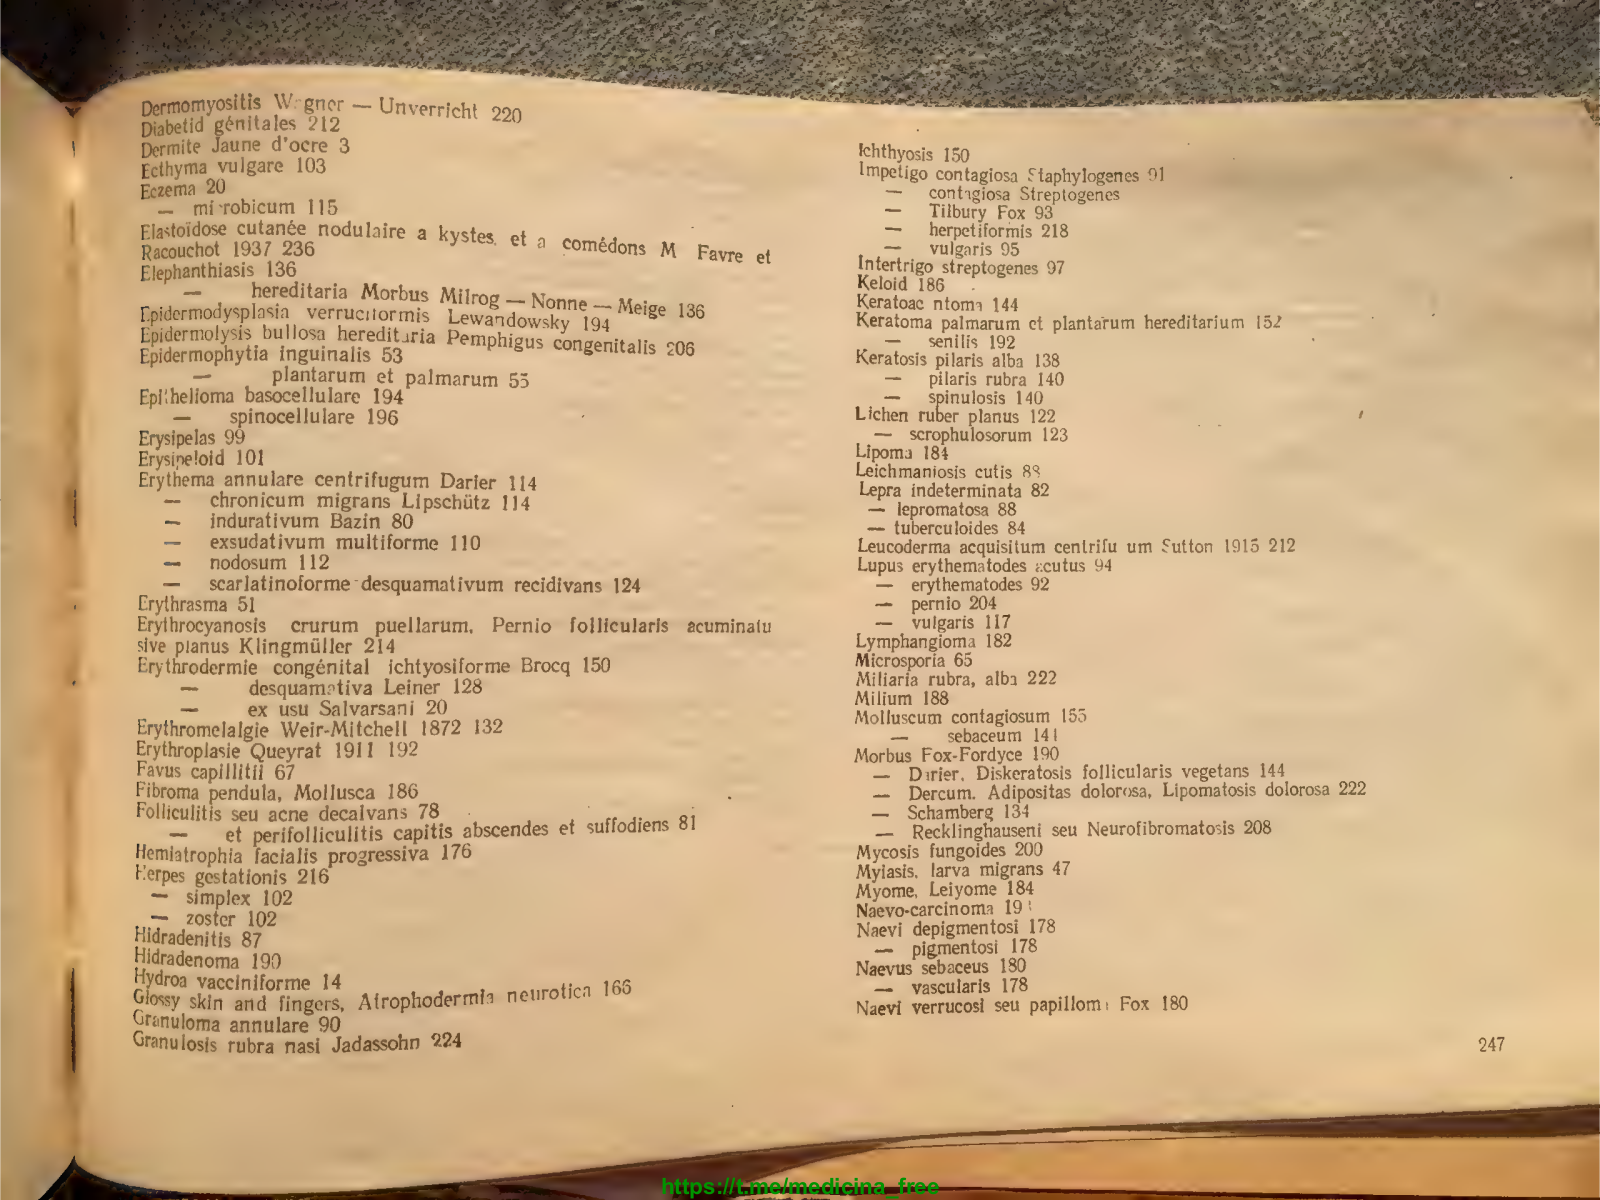 Dermomyositis W gner — Unverricht 220
Diabetid génitales 212
Dermite Jaune d'ocre 3
Ecthyma vulgare 103
Eczema 20
— mi robicum 115
Elastoïdose cutanée nodulaire a kystes, et a comédons M Favre et
Racouchot 1937 236
Elephanthiasis 136
— hereditaria Morbus Milrog — Nonne — Meige 136
Epidermodysplasia verruciformis Lewandowsky 194
Epidermolysis bullosa heredituria Pemphigus congenitalis 206
Epidermophytia inguinalis 53
— plantarum et palmarum 55
Epithelioma basocellulare 194
— spinocellulare 196
Erysipelas 99
Erysipeloid 101
Erythema annulare centrifugum Darier 114
— chronicum migrans Lipschütz 114
— indurativum Bazin 80
— exsudativum multiforme 110
— nodosum 112
— scarlatinoforme desquamativum recidivans 124
Erythrasma 51
Erythrocyanosis crurum puellarum, Pernio follicularis acuminatu
sive planus Klingmüller 214
Erythrodermie congénital ichtyosiforme Brocq 150
— desquamativa Leiner 128
— ex usu Salvarsani 20
Erythromelalgie Weir-Mitchell 1872 132
Erythroplasie Queyrat 1911 192
Favus capillitii 67
Fibroma pendula, Mollusca 186
Folliculitis seu acne decalvans 78
— et perifolliculitis capitis abscendes et suffodiens 81
Hemiatrophia facialis progressiva 176
Herpes gestationis 216
— simplex 102
— zoster 102
Hidradenitis 87
Hidradenoma 190
Hydroa vacciniforme 14
Glossy skin and fingers, Atrophodermia neurotica 166
Granuloma annulare 90
Granulosis rubra nasi Jadassohn 224
Ichthyosis 150
Impetigo contagiosa Staphylogenes 91
— contagiosa Streptogenes
— Tilbury Fox 93
— herpetiformis 218
— vulgaris 95
Intertrigo streptogenes 97
Keloid 186
Keratoac ntoma 144
Keratoma palmarum et plantarum hereditarium 152
— senilis 192
Keratosis pilaris alba 138
— pilaris rubra 140
— spinulosis 140
Lichen ruber planus 122
— scrophulosorum 123
Lipoma 184
Leichmaniosis cutis 88
Lepra indeterminata 82
— lepromatosa 88
— tuberculoides 84
Leucoderma acquisitum centrifu um Sutton 1915 212
Lupus erythematodes acutus 94
— erythematodes 92
— pernio 204
— vulgaris 117
Lymphangioma 182
Microsporia 65
Miliaria rubra, alba 222
Milium 188
Molluscum contagiosum 155
— sebaceum 141
Morbus Fox-Fordyce 190
— Darier, Diskeratosis follicularis vegetans 144
— Dercum. Adipositas dolorosa, Lipomatosis dolorosa 222
— Schamberg 134
— Recklinghauseni seu Neurofibromatosis 208
Mycosis fungoides 200
Myiasis, larva migrans 47
Myome, Leiyome 184
Naevo-carcinoma
Naevi depigmentosi 178
— pigmentosi 178
Naevus sebaceus 180
— vascularis 178
Naevi verrucosi seu papilloma Fox 180
247
https://t.me/medicina_free